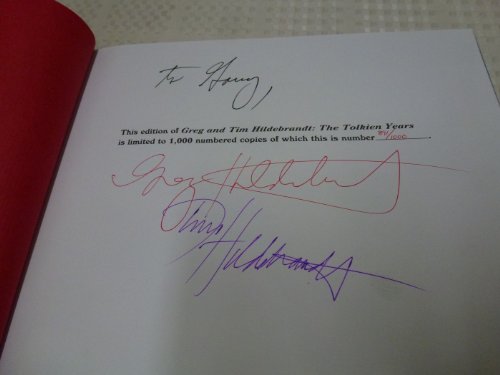 to
This edition of Greg and Tim Hildebrandt: The Tolkien Years
is limited to 1,000 numbered copies of which this is number /1000.
Greg Hildebrandt
Tim
Hildebrandt